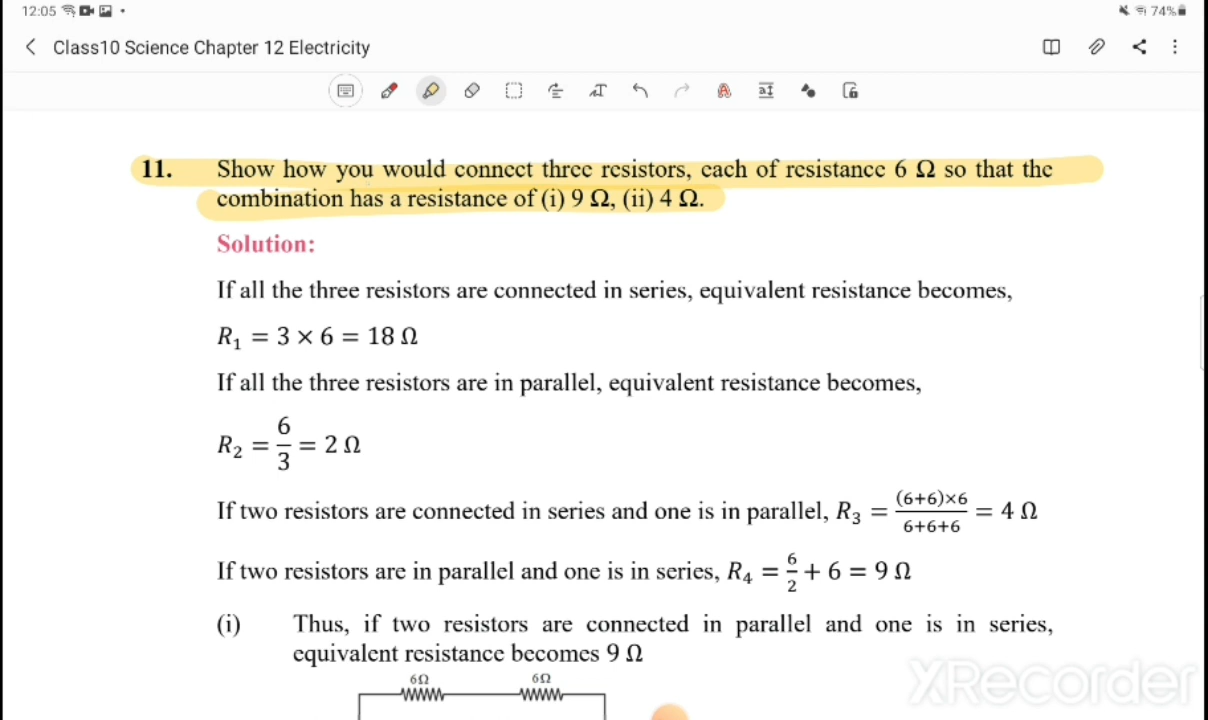 12:05
74%
Class10 Science Chapter 12 Electricity
11. Show how you would connect three resistors, each of resistance 6 Ω so that the
combination has a resistance of (i) 9 Ω, (ii) 4 Ω.
Solution:
If all the three resistors are connected in series, equivalent resistance becomes,
R₁ = 3 × 6 = 18 Ω
If all the three resistors are in parallel, equivalent resistance becomes,
R₂ = 6/3 = 2 Ω
If two resistors are connected in series and one is in parallel, R₃ = (6+6)×6/6+6+6 = 4 Ω
If two resistors are in parallel and one is in series, R₄ = 6/2 + 6 = 9 Ω
(i) Thus, if two resistors are connected in parallel and one is in series,
equivalent resistance becomes 9 Ω
6Ω 6Ω
XRecorder